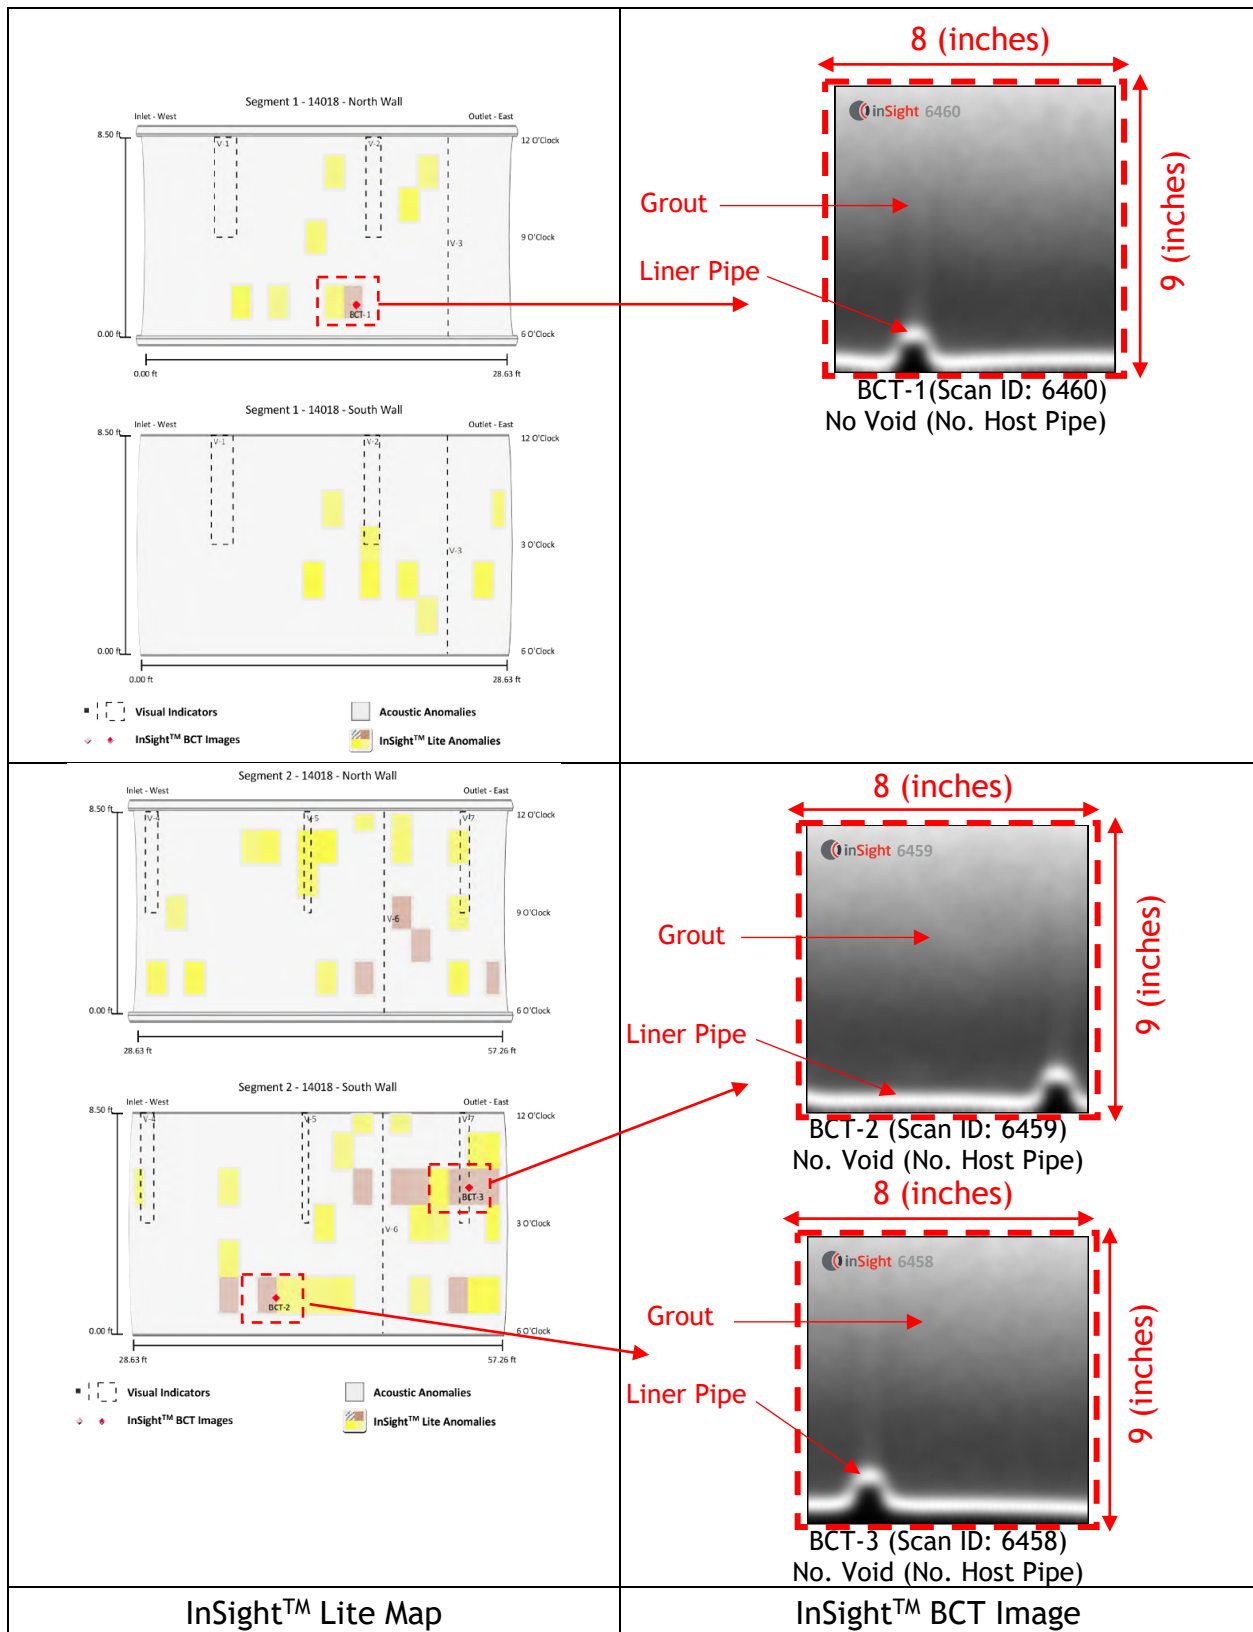 Segment 1 - 14018 - North Wall
Inlet - West
Outlet - East
8.50 ft
12 O'Clock
V-1
V-2
9 O'Clock
V-3
BCT-1
0.00 ft
6 O'Clock
0.00 ft
28.63 ft
Segment 1 - 14018 - South Wall
Inlet - West
Outlet - East
8.50 ft
12 O'Clock
V-1
V-2
3 O'Clock
V-3
0.00 ft
6 O'Clock
0.00 ft
28.63 ft
Visual Indicators
Acoustic Anomalies
InSight™ BCT Images
InSight™ Lite Anomalies
8 (inches)
inSight 6460
Grout
9 (inches)
Liner Pipe
BCT-1(Scan ID: 6460)
No Void (No. Host Pipe)
Segment 2 - 14018 - North Wall
Inlet - West
Outlet - East
8.50 ft
12 O'Clock
V-4
V-5
V-7
9 O'Clock
V-6
0.00 ft
6 O'Clock
28.63 ft
57.26 ft
Segment 2 - 14018 - South Wall
Inlet - West
Outlet - East
8.50 ft
12 O'Clock
V-4
V-5
V-7
BCT-3
3 O'Clock
V-6
BCT-2
0.00 ft
6 O'Clock
28.63 ft
57.26 ft
Visual Indicators
Acoustic Anomalies
InSight™ BCT Images
InSight™ Lite Anomalies
8 (inches)
inSight 6459
Grout
9 (inches)
Liner Pipe
BCT-2 (Scan ID: 6459)
No. Void (No. Host Pipe)
8 (inches)
inSight 6458
Grout
9 (inches)
Liner Pipe
BCT-3 (Scan ID: 6458)
No. Void (No. Host Pipe)
InSight™ Lite Map
InSight™ BCT Image